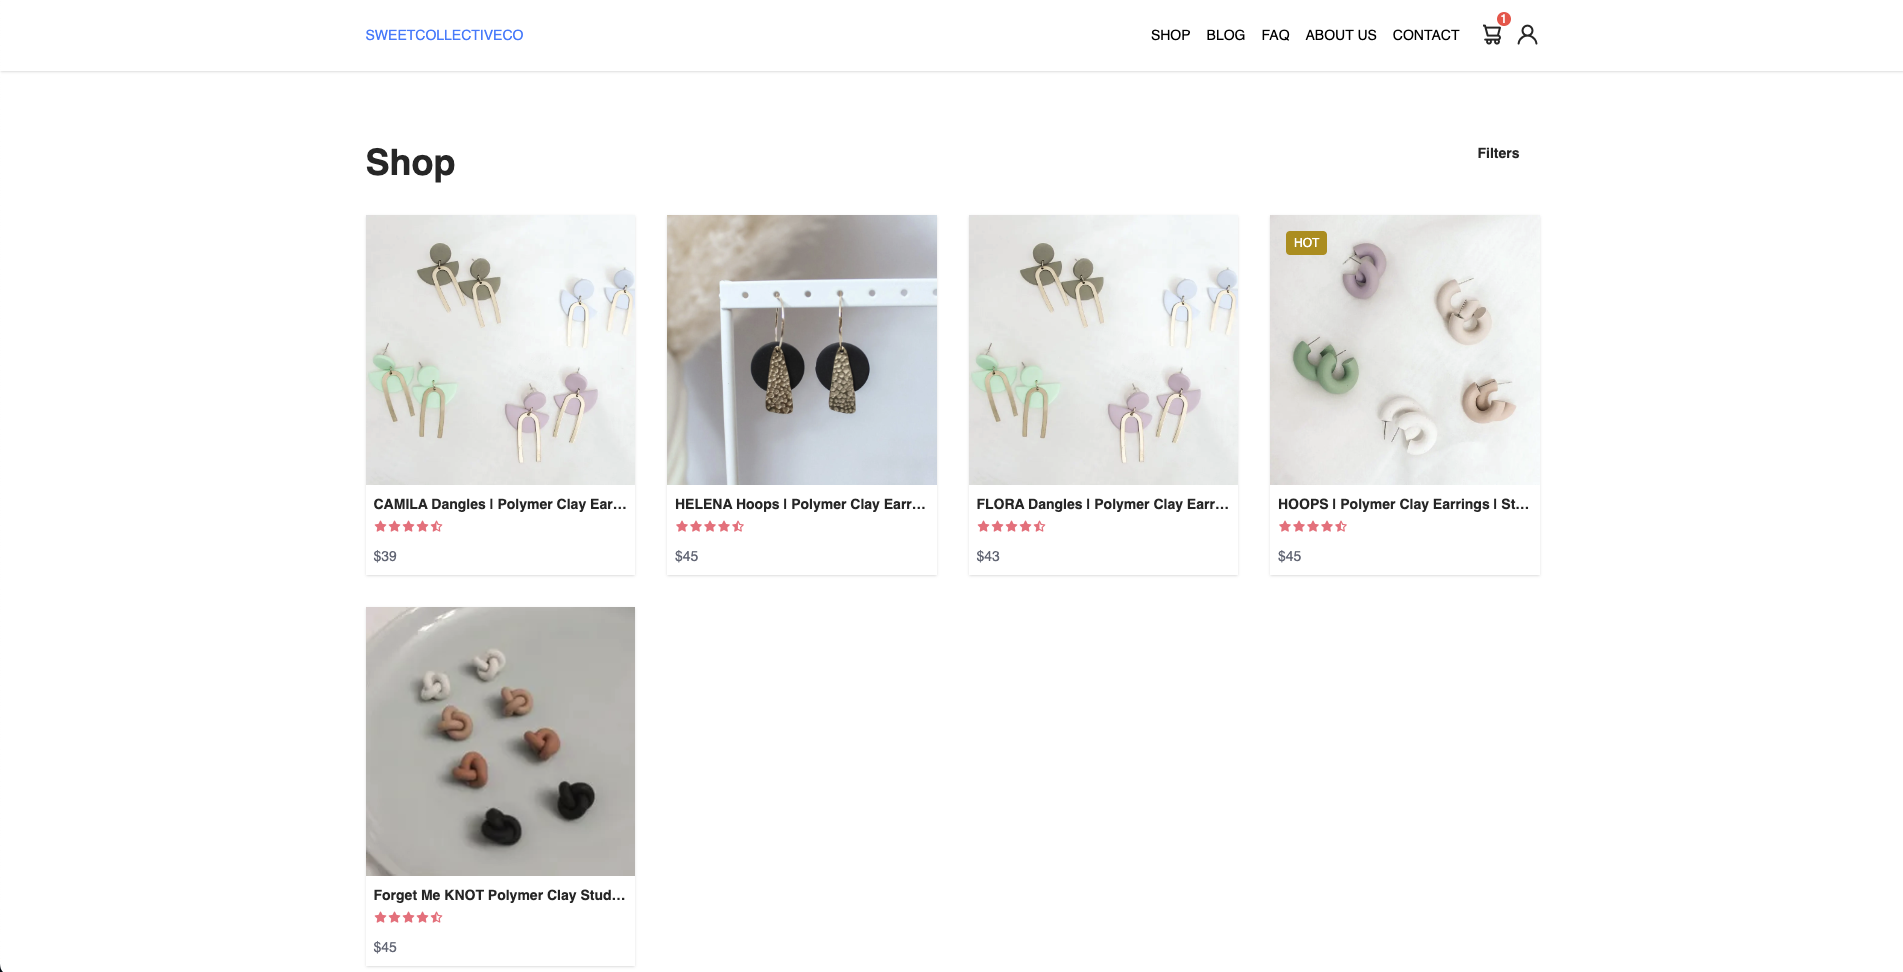 SWEETCOLLECTIVECO
SHOP BLOG FAQ ABOUT US CONTACT 1
Shop
Filters
HOT
CAMILA Dangles | Polymer Clay Ear...
$39
HELENA Hoops | Polymer Clay Earr...
$45
FLORA Dangles | Polymer Clay Earr...
$43
HOOPS | Polymer Clay Earrings | St...
$45
Forget Me KNOT Polymer Clay Stud...
$45